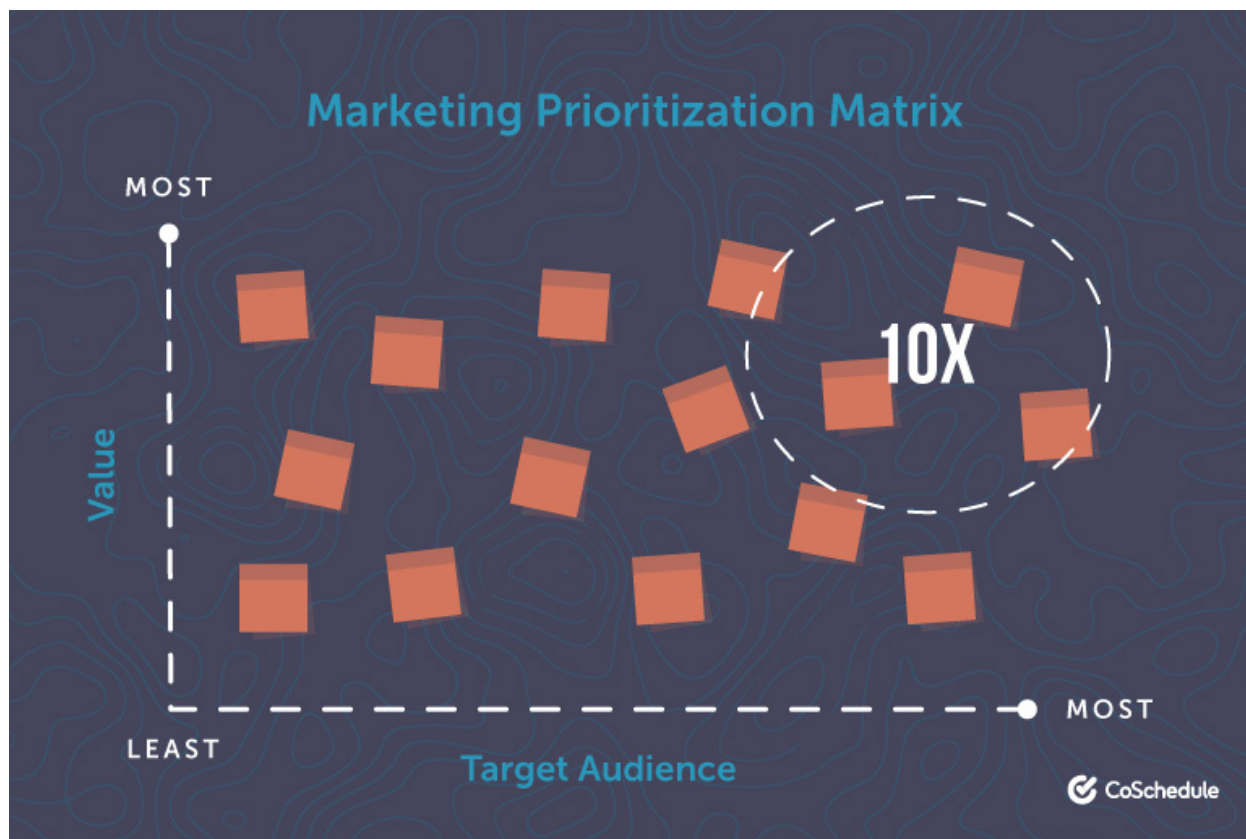 Marketing Prioritization Matrix
MOST
10X
Value
LEAST
MOST
Target Audience
CoSchedule